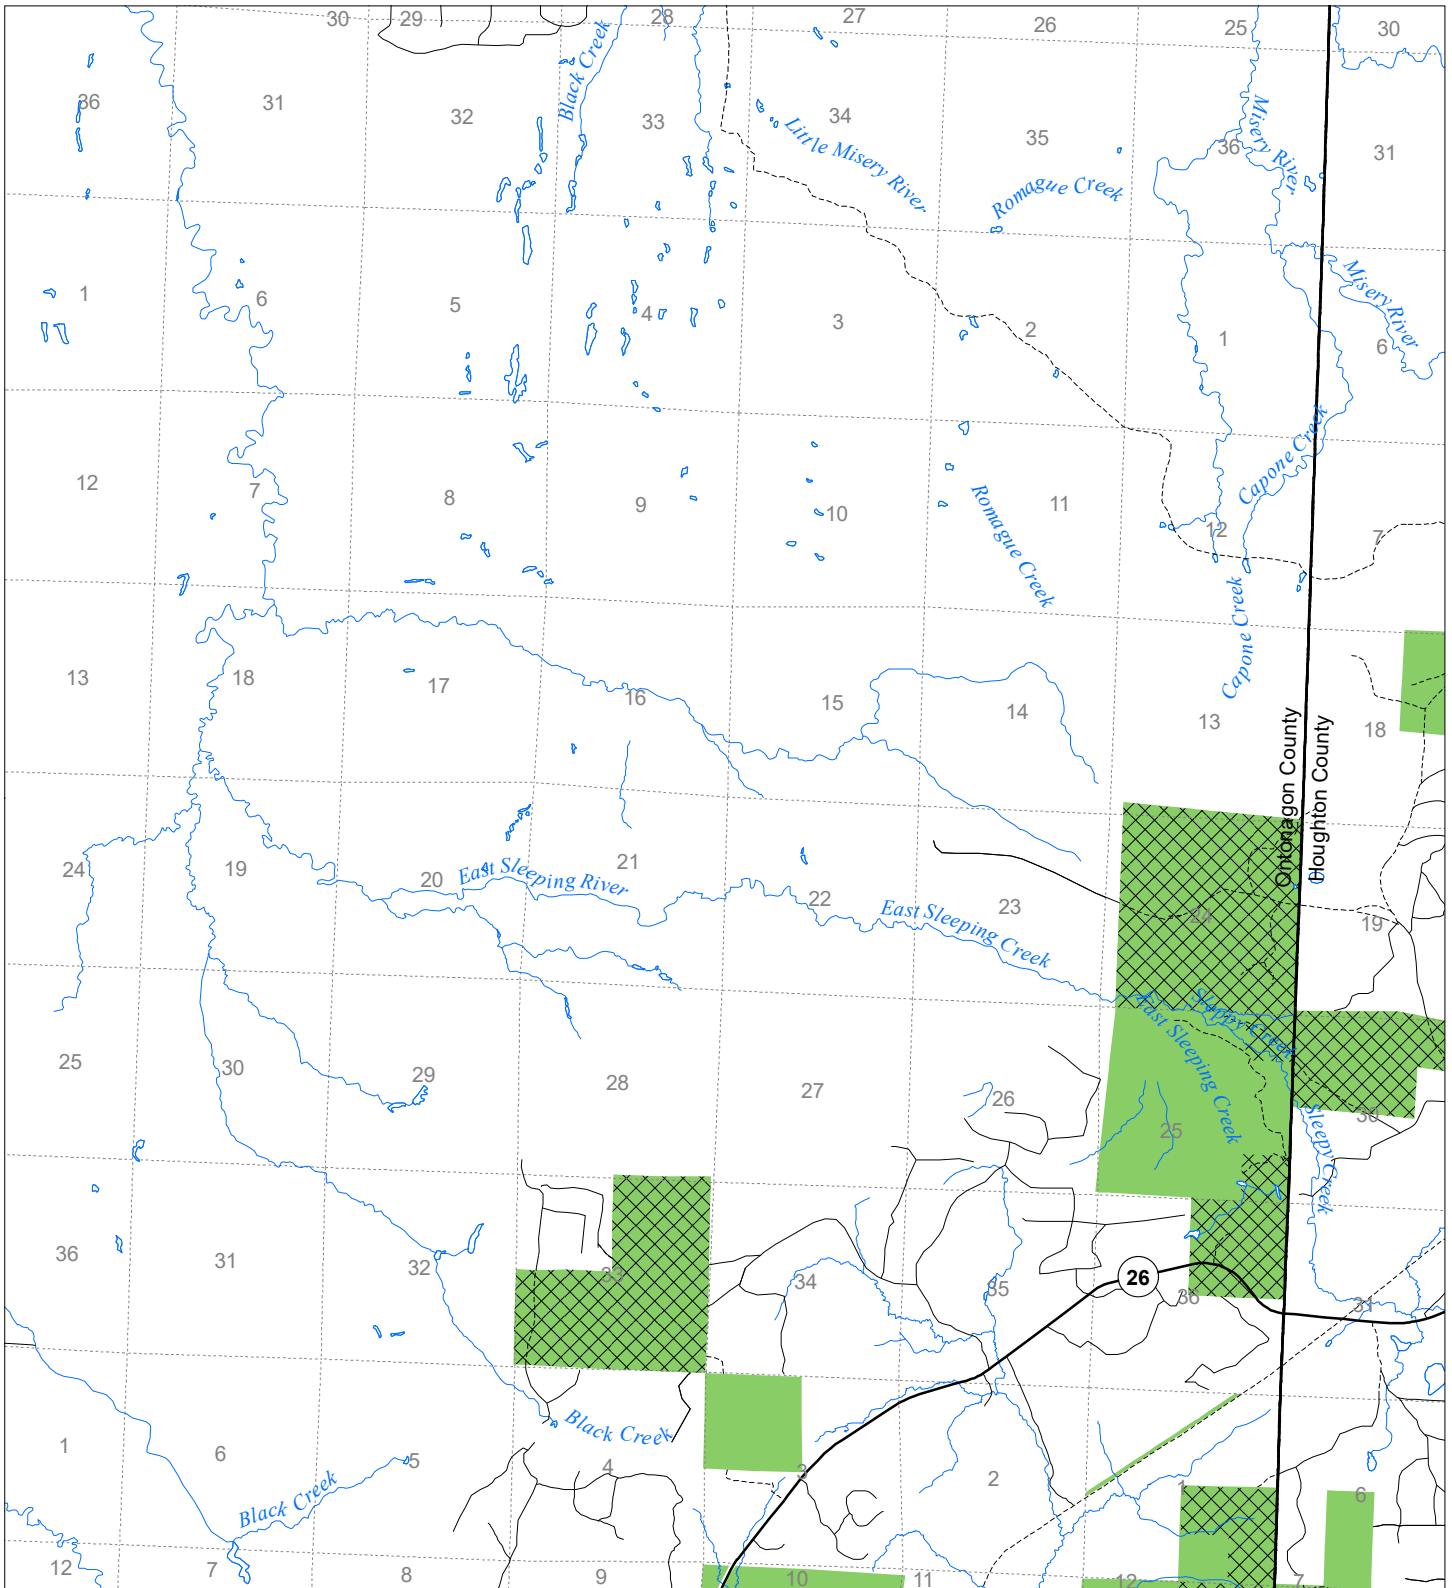 30 29 28 27 26 25 30
Black Creek
36 31 32 33 34 35 36 31
Misery River
Little Misery River
Romague Creek
1 6 5 4 3 2 1 6
Misery River
Capone Creek
12 7 8 9 10 11 12 7
Romague Creek
Capone Creek
13 18 17 16 15 14 13 18
Ontonagon County
Houghton County
24 19 20 21 22 23 24 19
East Sleeping River
East Sleeping Creek
Sloppy Creek
East Sleeping Creek
25 30 29 28 27 26 25 30
Sleepy Creek
36 31 32 33 34 35 36 31
26
Black Creek
1 6 5 4 3 2 1 6
Black Creek
12 7 8 9 10 11 12 7